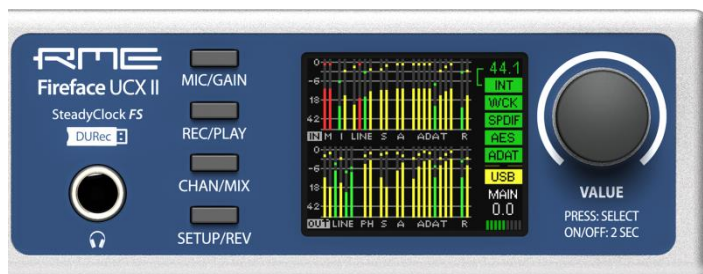 RME
Fireface UCX II
SteadyClock FS
DURec
MIC/GAIN
REC/PLAY
CHAN/MIX
SETUP/REV
0
-6
18
42
IN M I LINE S A ADAT R
0
-6
18
42
OUT LINE PH S A ADAT R
44.1
INT
WCK
SPDIF
AES
ADAT
USB
MAIN
0.0
VALUE
PRESS: SELECT
ON/OFF: 2 SEC